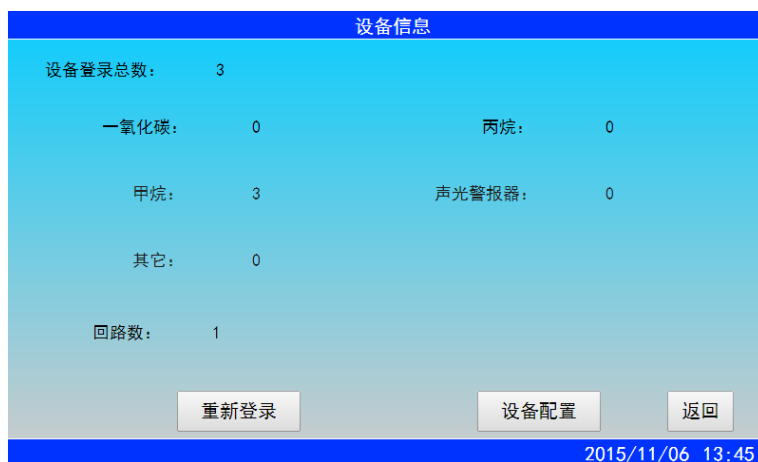 设备信息
设备登录总数： 3
一氧化碳： 0 丙烷： 0
甲烷： 3 声光警报器： 0
其它： 0
回路数： 1
重新登录 设备配置 返回
2015/11/06 13:45